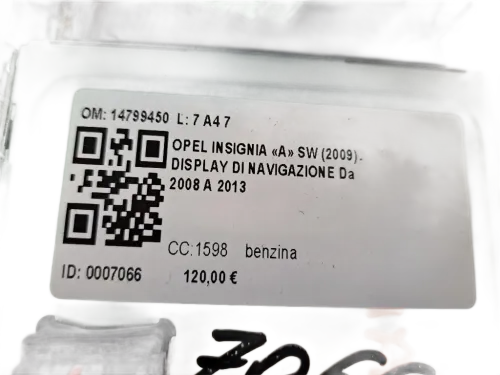 OM: 14799450 L: 7 A4 7
OPEL INSIGNIA «A» SW (2009).
DISPLAY DI NAVIGAZIONE Da
2008 A 2013
CC:1598 benzina
ID: 0007066 120,00 €